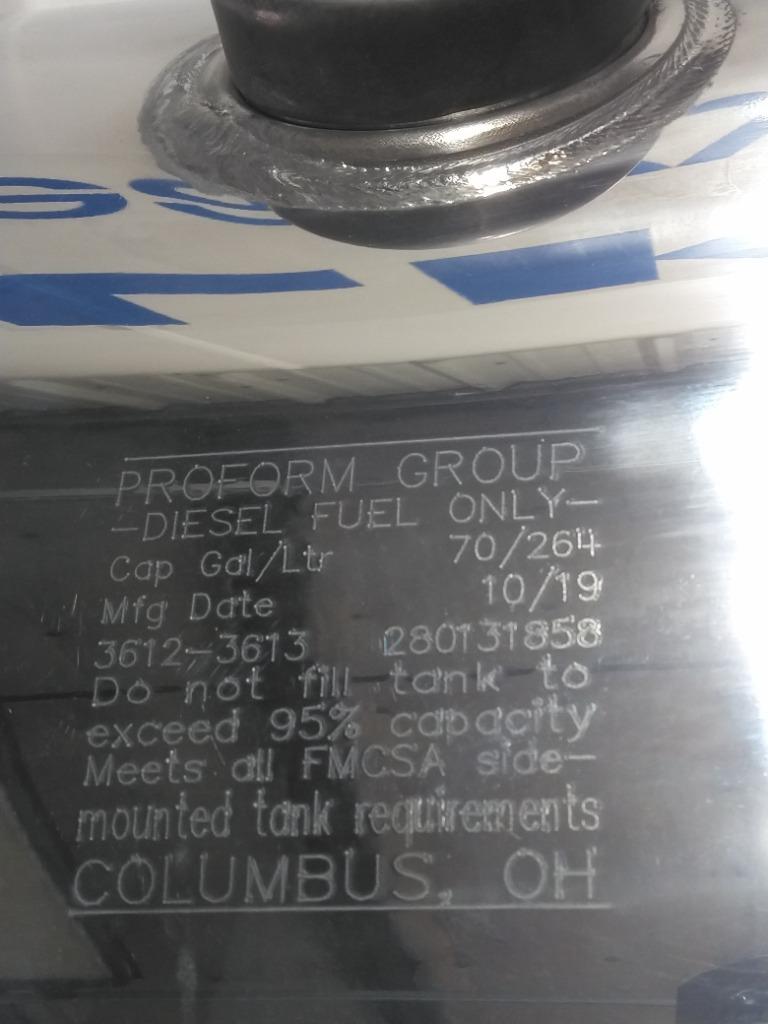 PROFORM GROUP
-DIESEL FUEL ONLY-
Cap Gal/Ltr 70/264
Mfg Date 10/19
3612-3613 280131858
Do not fill tank to
exceed 95% capacity
Meets all FMCSA side-
mounted tank requirements
COLUMBUS, OH